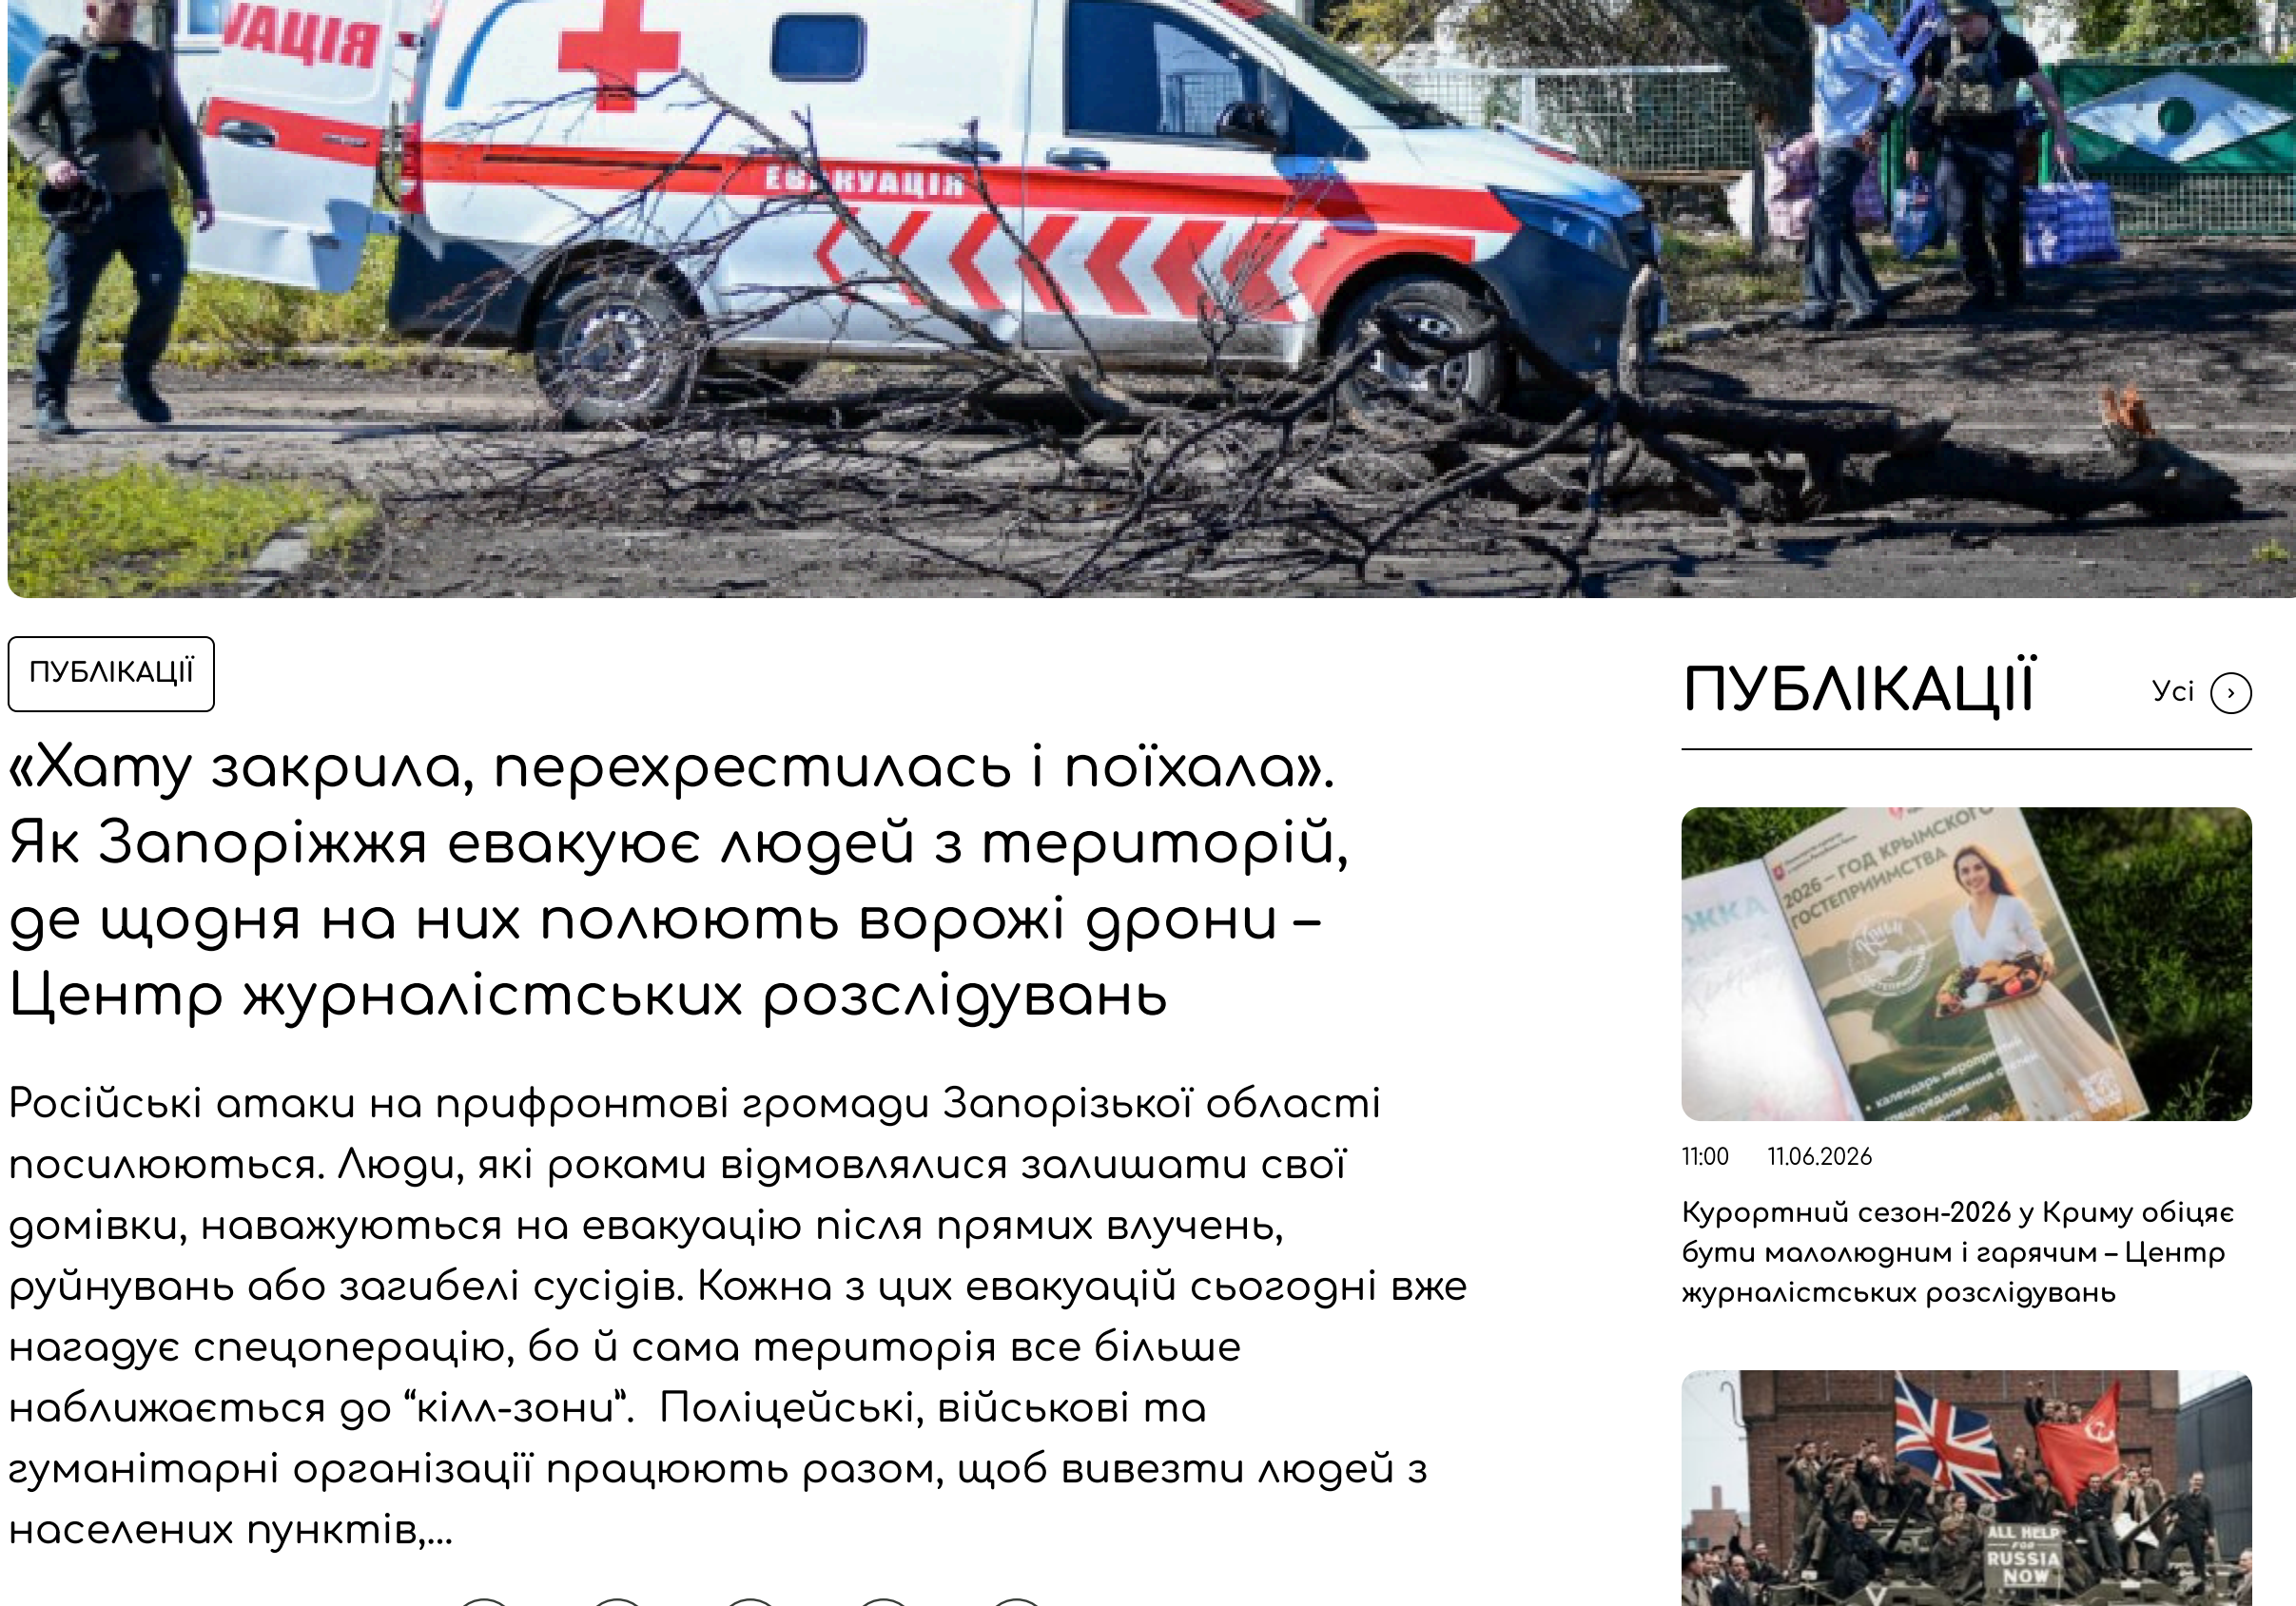 ЕВАКУАЦІЯ
ПУБЛІКАЦІЇ
«Хату закрила, перехрестилась і поїхала».
Як Запоріжжя евакуює людей з територій,
де щодня на них полюють ворожі дрони –
Центр журналістських розслідувань
Російські атаки на прифронтові громади Запорізької області
посилюються. Люди, які роками відмовлялися залишати свої
домівки, наважуються на евакуацію після прямих влучень,
руйнувань або загибелі сусідів. Кожна з цих евакуацій сьогодні вже
нагадує спецоперацію, бо й сама територія все більше
наближається до “кілл-зони”.  Поліцейські, військові та
гуманітарні організації працюють разом, щоб вивезти людей з
населених пунктів,...
ПУБЛІКАЦІЇ
Усі
2026 – ГОД КРЫМСКОГО
ГОСТЕПРИИМСТВА
календарь мероприятий
11:00 11.06.2026
Курортний сезон-2026 у Криму обіцяє
бути малолюдним і гарячим – Центр
журналістських розслідувань
ALL HELP
FOR
RUSSIA
NOW